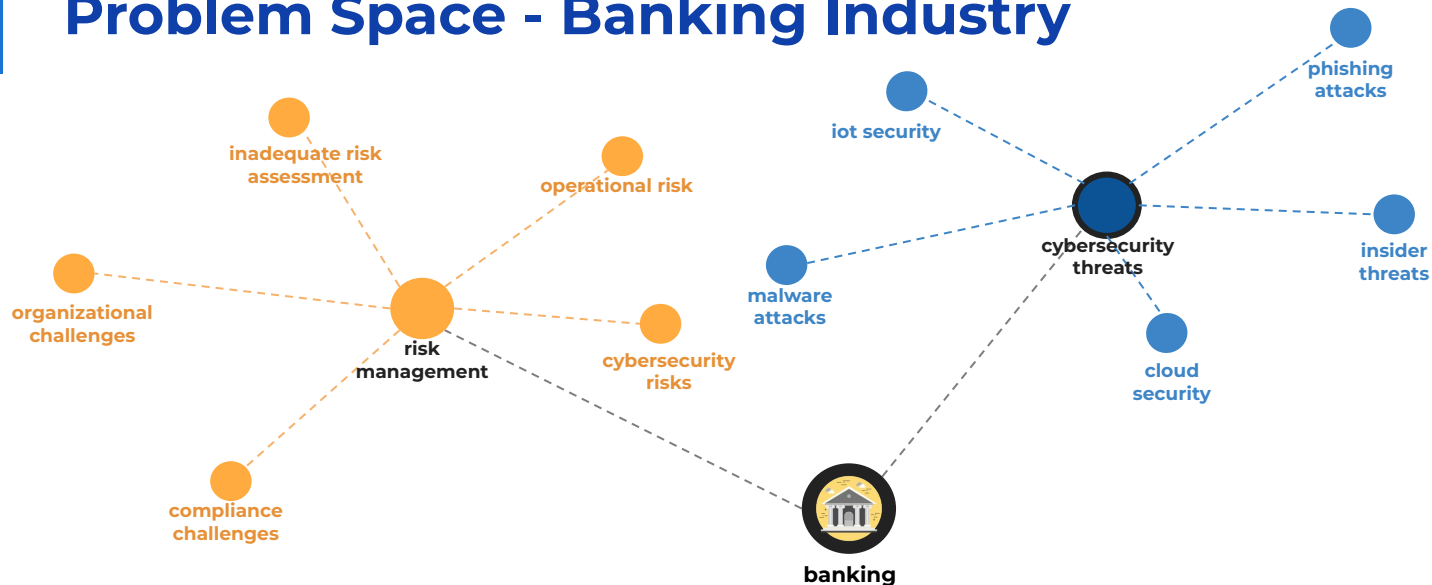 Problem Space - Banking Industry
phishing
attacks
iot security
inadequate risk
assessment
operational risk
cybersecurity
threats
insider
threats
malware
attacks
organizational
challenges
risk
management
cybersecurity
risks
cloud
security
compliance
challenges
banking